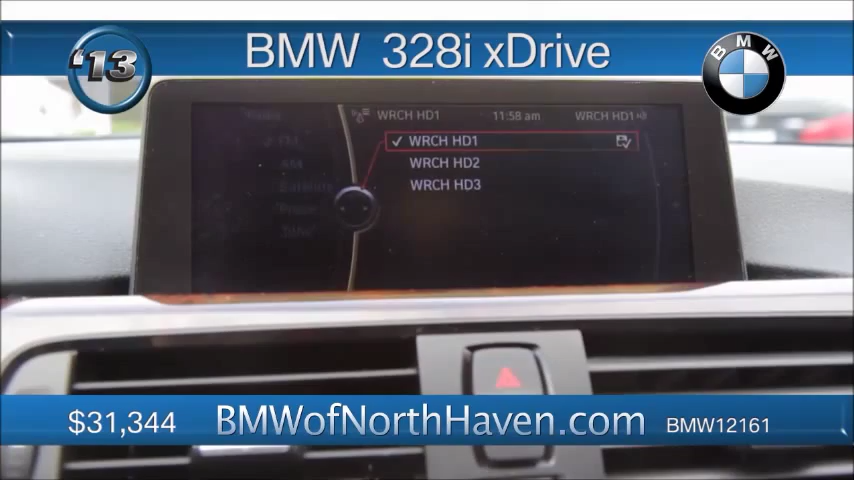 '13
BMW 328i xDrive
BMW
WRCH HD1 11:58 am WRCH HD1
✓ WRCH HD1
WRCH HD2
WRCH HD3
$31,344 BMWofNorthHaven.com BMW12161